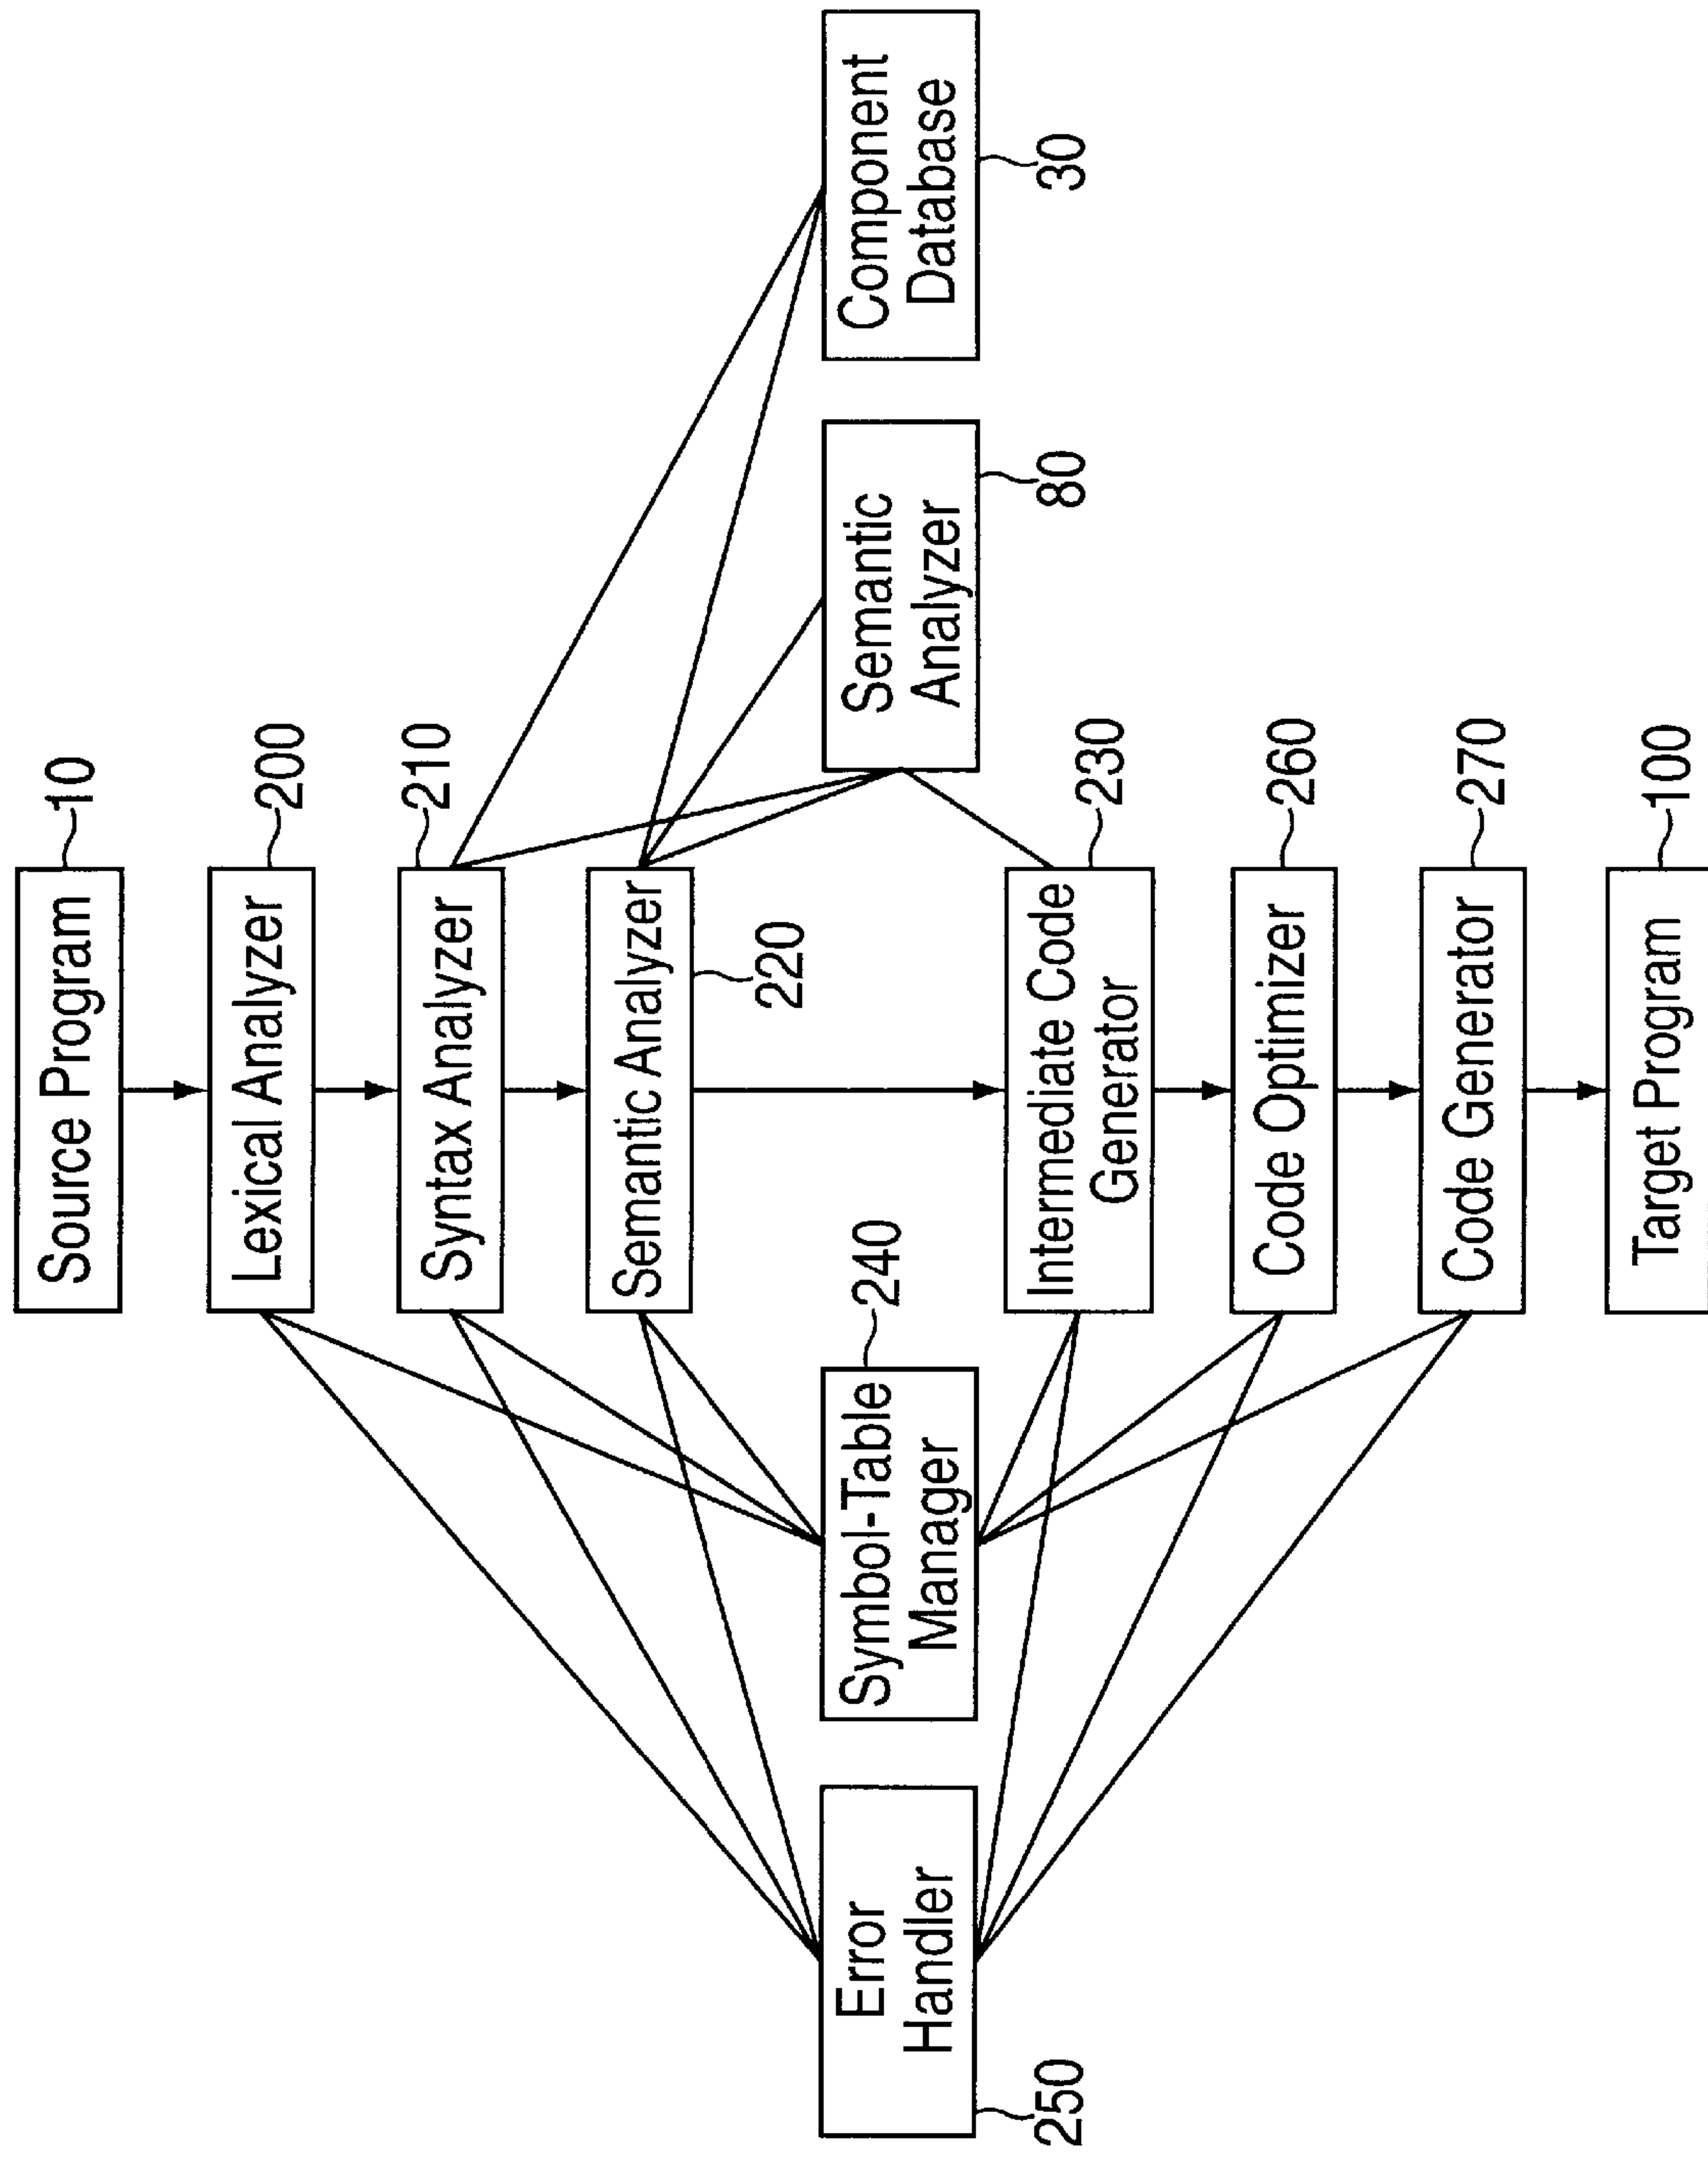 Source Program
10
Lexical Analyzer
200
Syntax Analyzer
210
Semantic Analyzer
220
Error
Handler
250
Symbol-Table
Manager
240
Semantic
Analyzer
80
Component
Database
30
Intermediate Code
Generator
230
Code Optimizer
260
Code Generator
270
Target Program
100